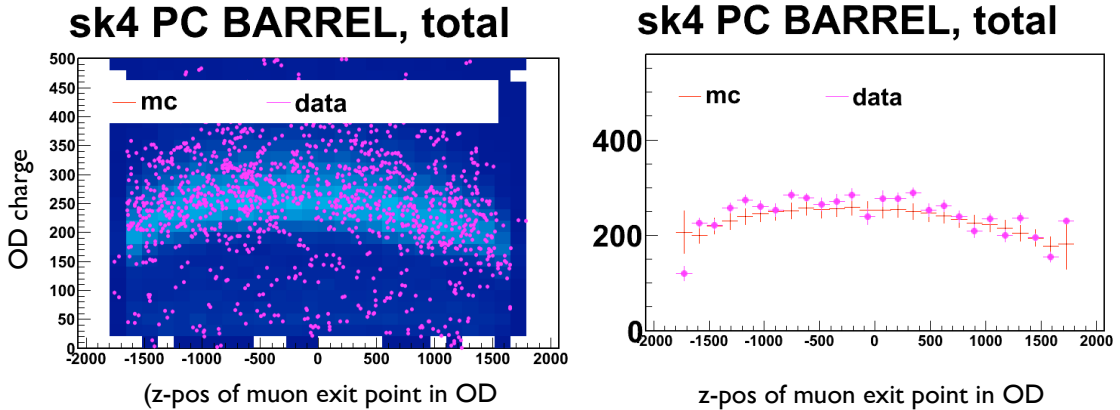 sk4 PC BARREL, total
mc
data
500
450
400
350
300
250
200
150
100
50
0
OD charge
-2000 -1500 -1000 -500 0 500 1000 1500 2000
(z-pos of muon exit point in OD
sk4 PC BARREL, total
mc
data
400
200
0
-2000 -1500 -1000 -500 0 500 1000 1500 2000
z-pos of muon exit point in OD